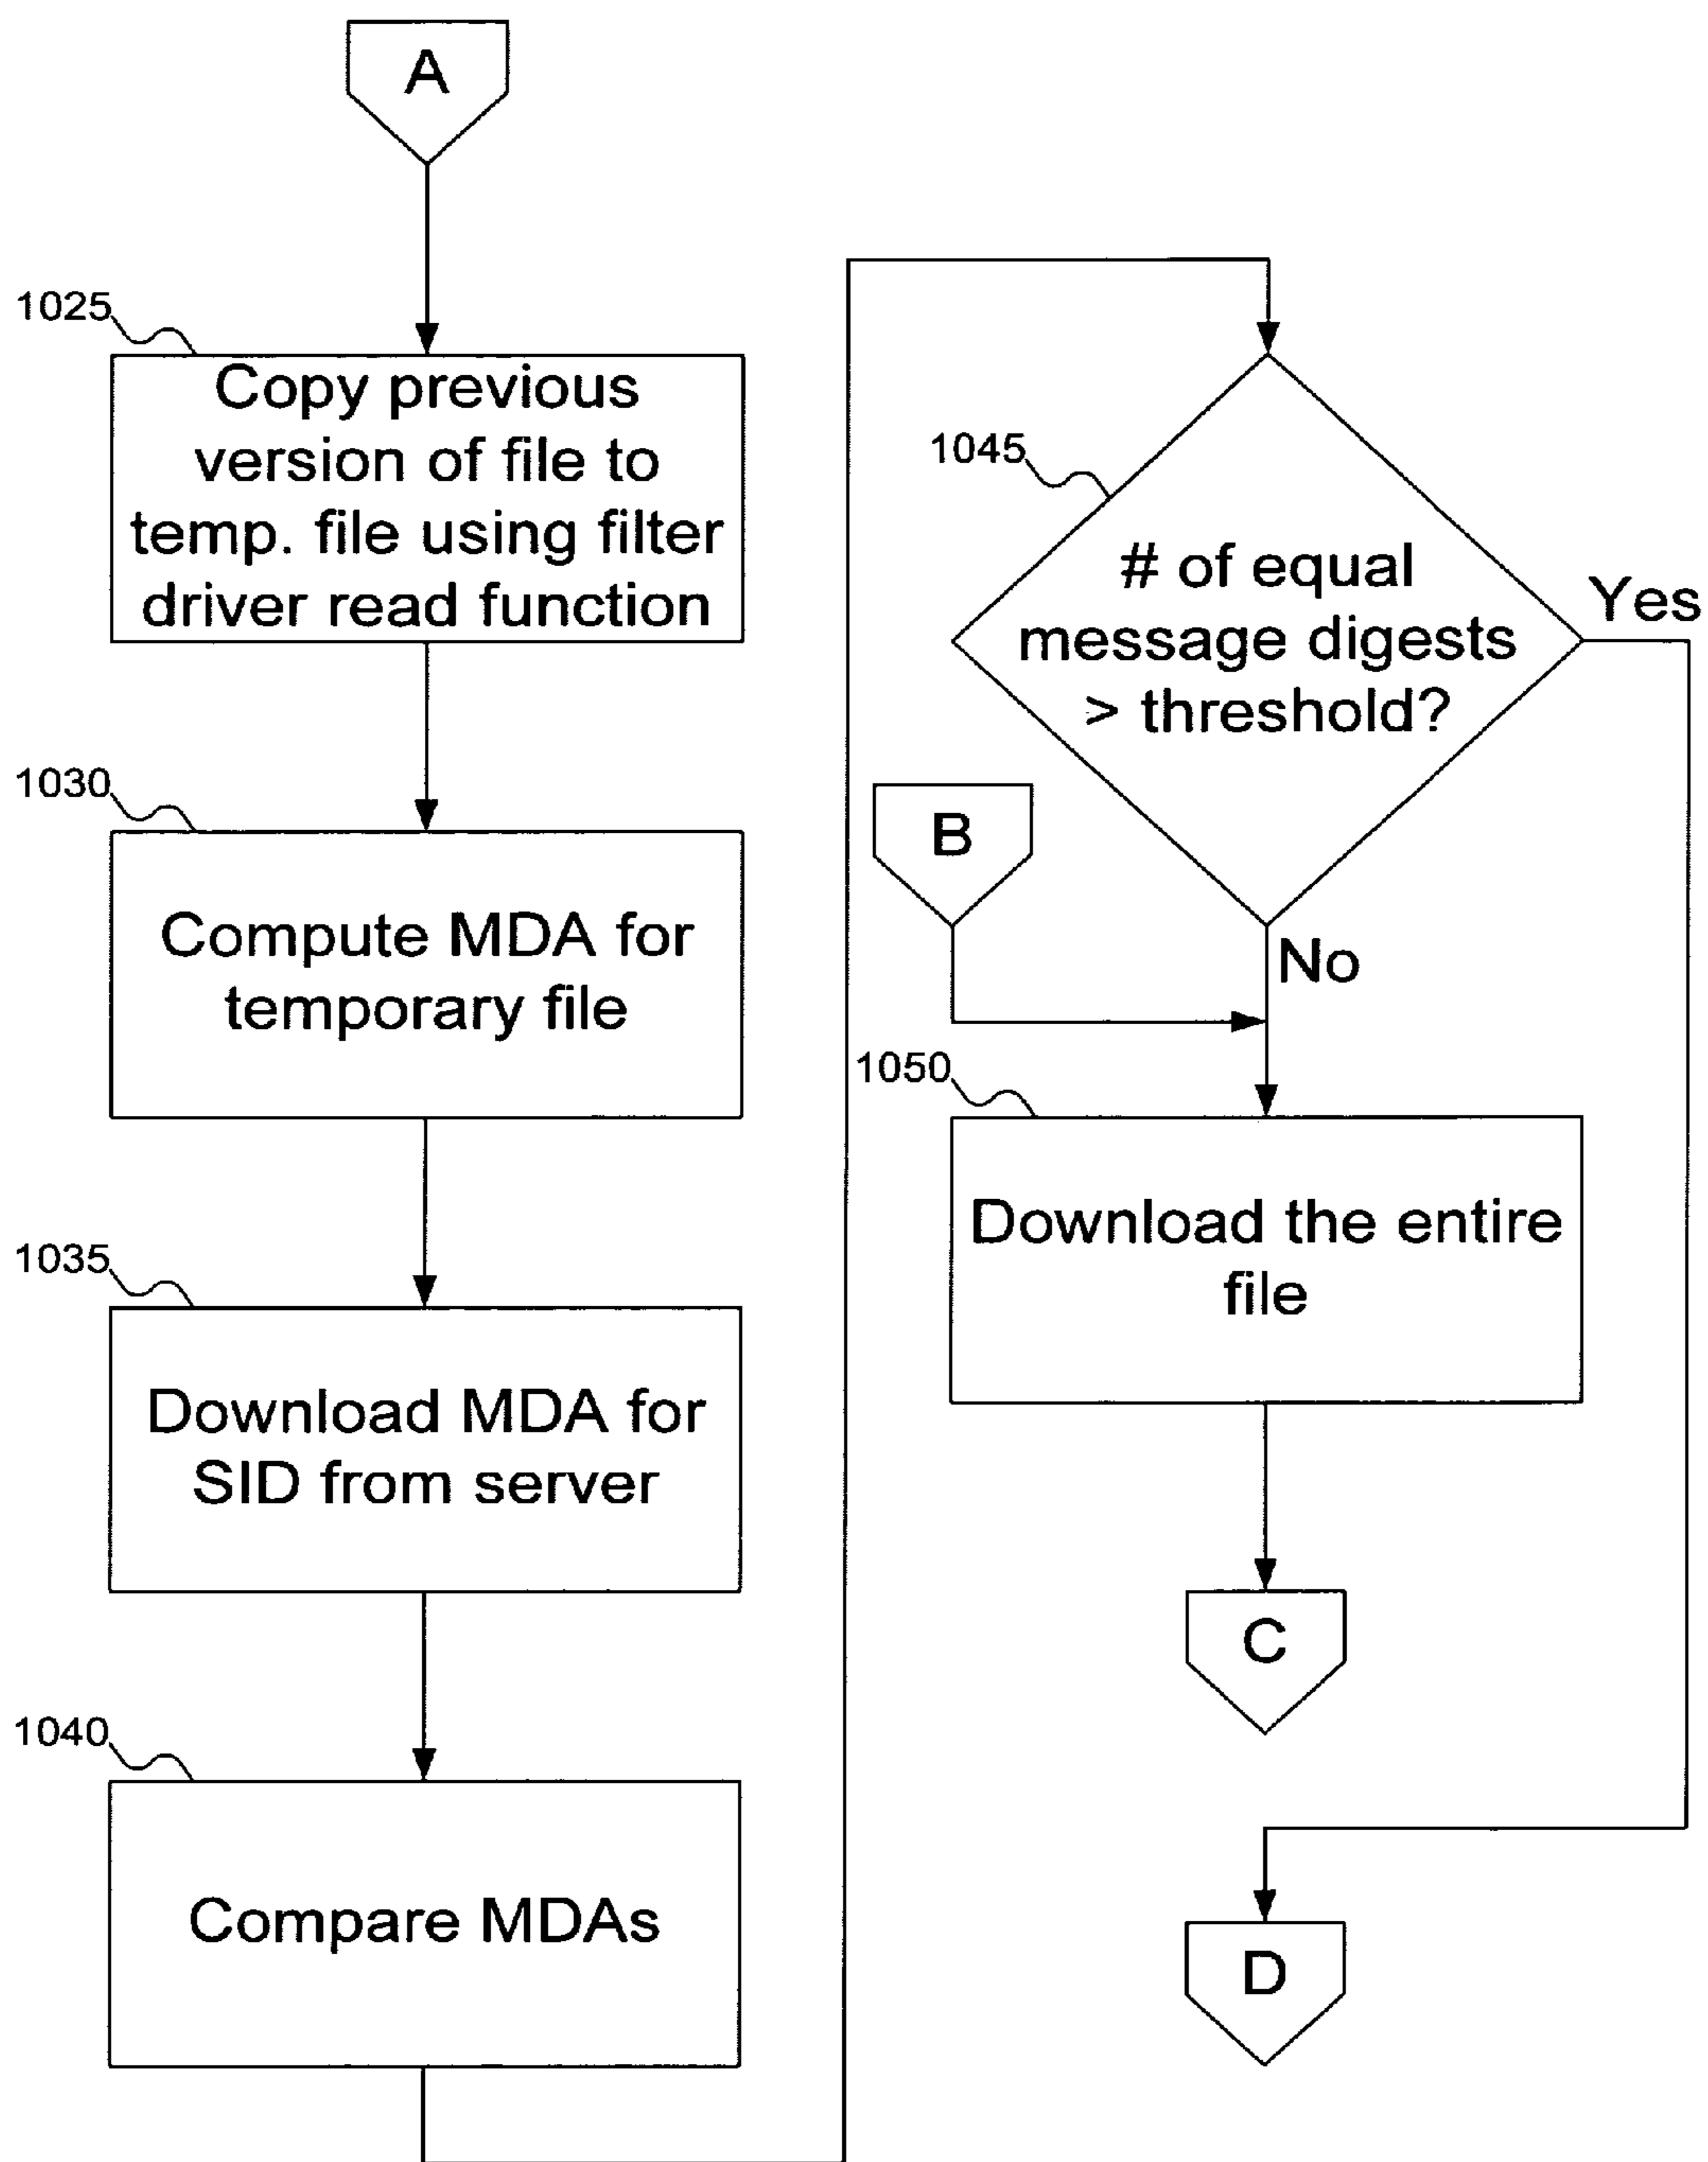 A
1025
Copy previous
version of file to
temp. file using filter
driver read function
1030
Compute MDA for
temporary file
1035
Download MDA for
SID from server
1040
Compare MDAs
1045
# of equal
message digests
> threshold?
Yes
B
No
1050
Download the entire
file
C
D